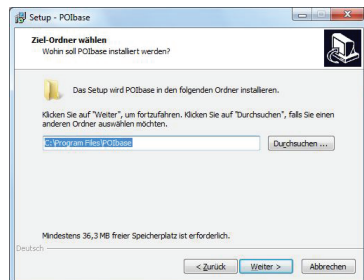 Setup - POIbase
Ziel-Ordner wählen
Wohin soll POIbase installiert werden?
Das Setup wird POIbase in den folgenden Ordner installieren.
Klicken Sie auf "Weiter", um fortzufahren. Klicken Sie auf "Durchsuchen", falls Sie einen
anderen Ordner auswählen möchten.
C:\Program Files\POIbase
Durchsuchen ...
Mindestens 36,3 MB freier Speicherplatz ist erforderlich.
Deutsch
< Zurück
Weiter >
Abbrechen